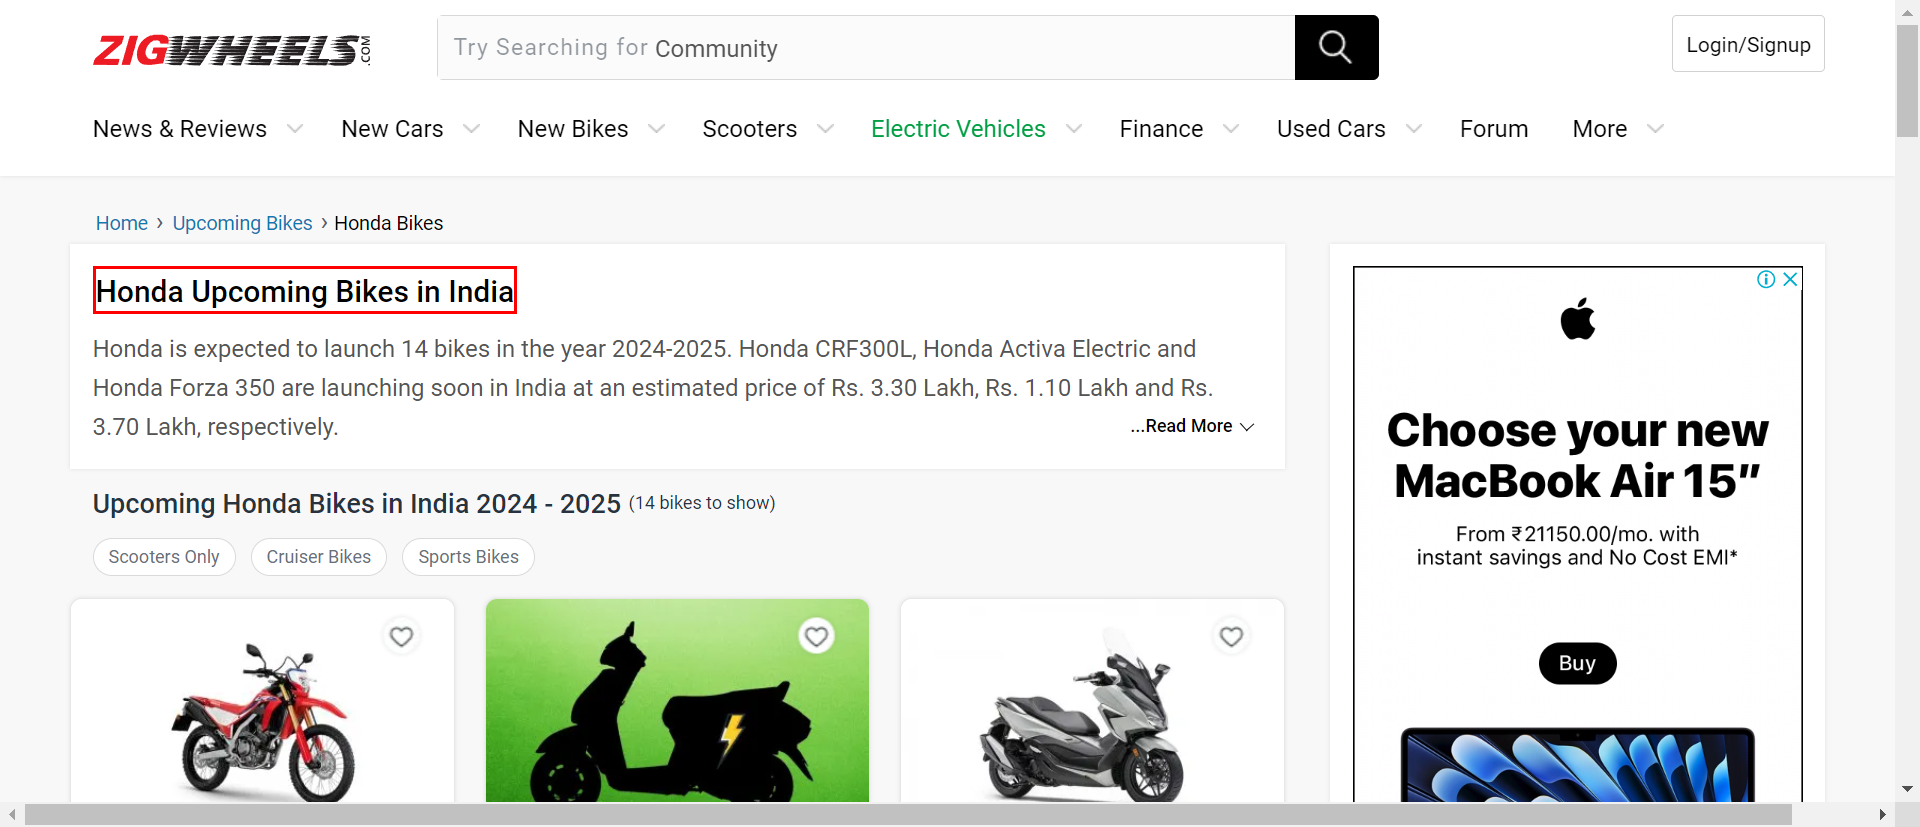 ZIGWHEELS.COM
Try Searching for Community
Login/Signup
News & Reviews
New Cars
New Bikes
Scooters
Electric Vehicles
Finance
Used Cars
Forum
More
Home › Upcoming Bikes › Honda Bikes
Honda Upcoming Bikes in India
Honda is expected to launch 14 bikes in the year 2024-2025. Honda CRF300L, Honda Activa Electric and
Honda Forza 350 are launching soon in India at an estimated price of Rs. 3.30 Lakh, Rs. 1.10 Lakh and Rs.
3.70 Lakh, respectively.
...Read More
Upcoming Honda Bikes in India 2024 - 2025 (14 bikes to show)
Scooters Only
Cruiser Bikes
Sports Bikes
Choose your new
MacBook Air 15″
From ₹21150.00/mo. with
instant savings and No Cost EMI*
Buy